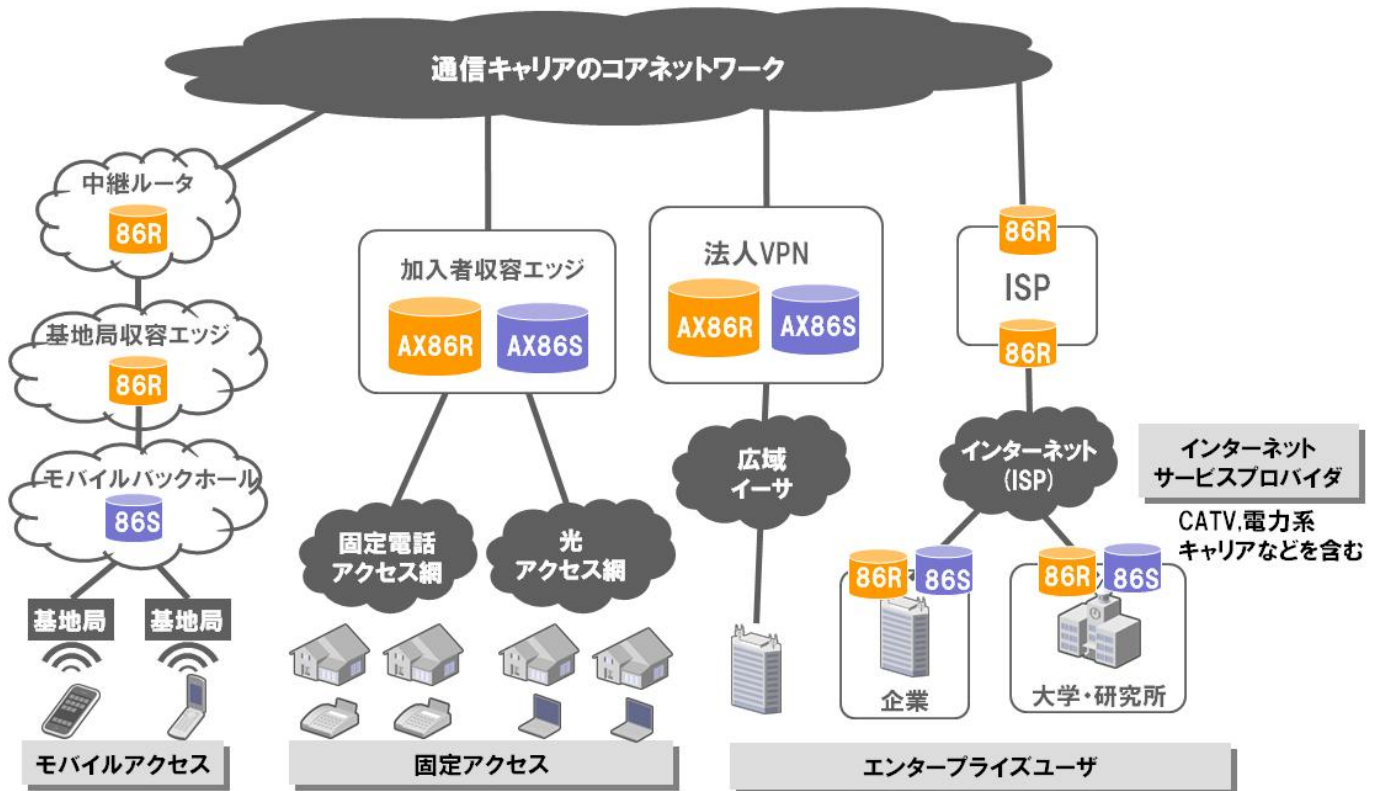 通信キャリアのコアネットワーク
中継ルータ
86R
基地局収容エッジ
86R
モバイルバックホール
86S
基地局
基地局
モバイルアクセス
加入者収容エッジ
AX86R
AX86S
固定電話
アクセス網
光
アクセス網
固定アクセス
法人VPN
AX86R
AX86S
広域
イーサ
86R
ISP
86R
インターネット
(ISP)
インターネット
サービスプロバイダ
CATV,電力系
キャリアなどを含む
86R
86S
企業
86R
86S
大学・研究所
エンタープライズユーザ